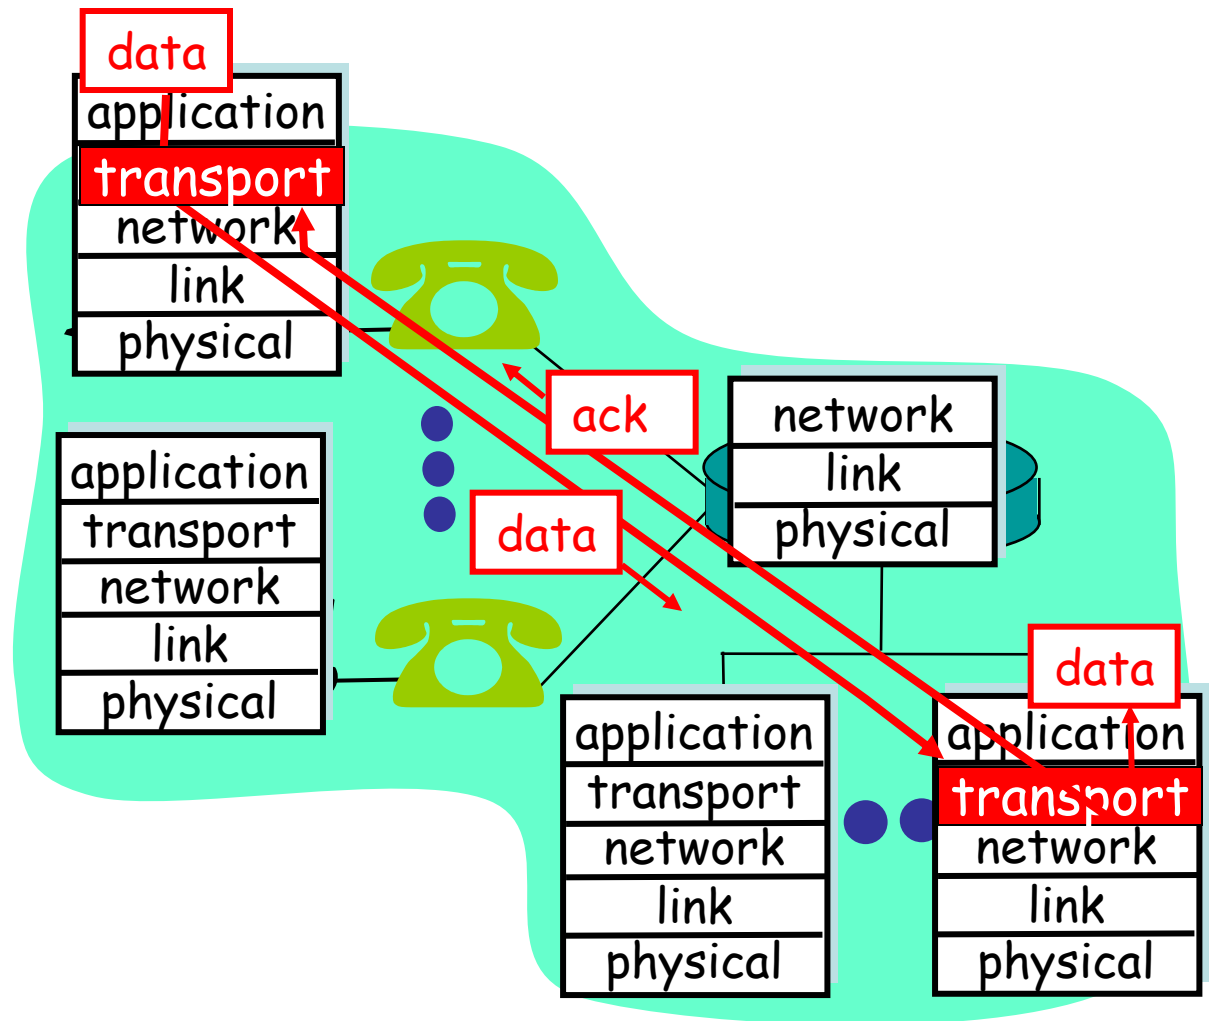 data
application
transport
network
link
physical
ack
network
link
physical
application
transport
network
link
physical
data
data
application
transport
network
link
physical
application
transport
network
link
physical